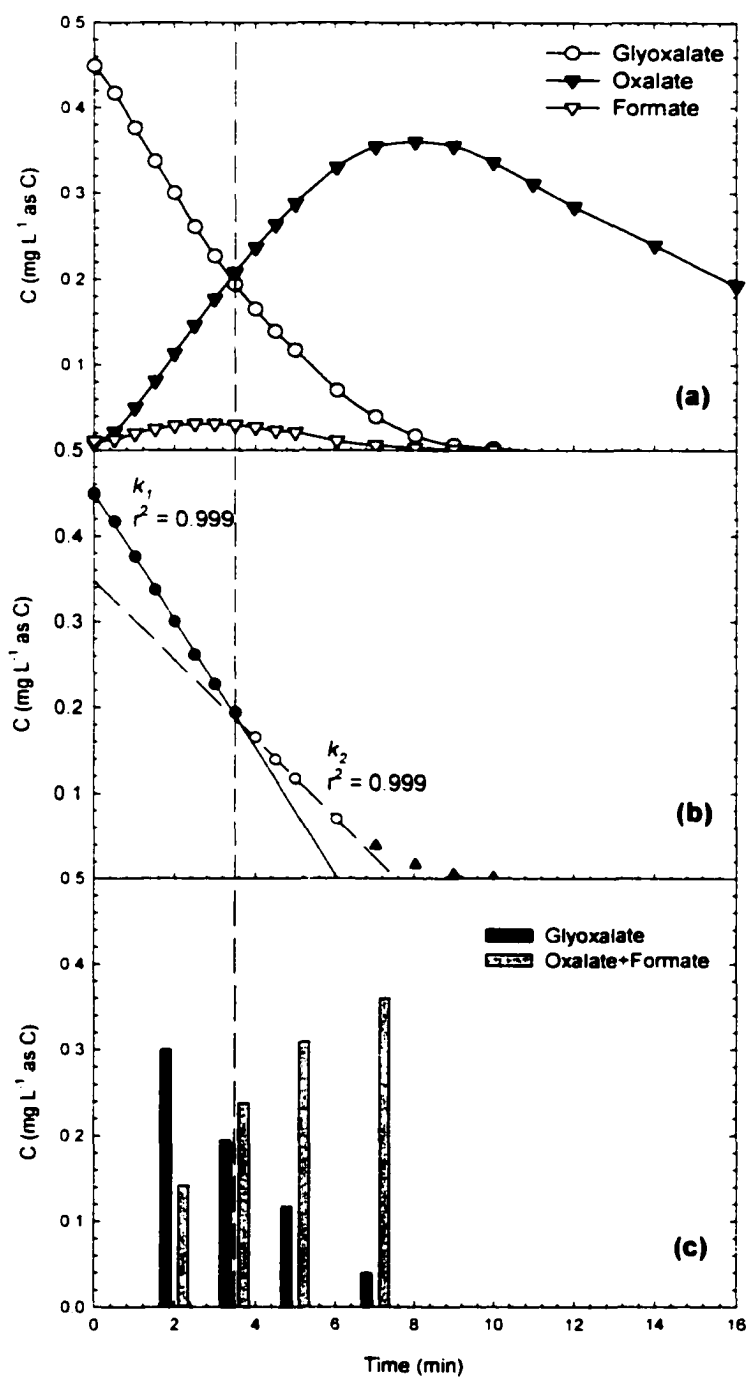 0 5
0 4
0 3
0 2
0 1
0.5
C (mg L⁻¹ as C)
Glyoxalate
Oxalate
Formate
(a)
0.4
0.3
0.2
0 1
0 5
C (mg L⁻¹ as C)
k₁
r² = 0.999
k₂
r² = 0.999
(b)
0 4
0 3
0 2
0 1
0.0
C (mg L⁻¹ as C)
Glyoxalate
Oxalate+Formate
(c)
0 2 4 6 8 10 12 14 16
Time (min)